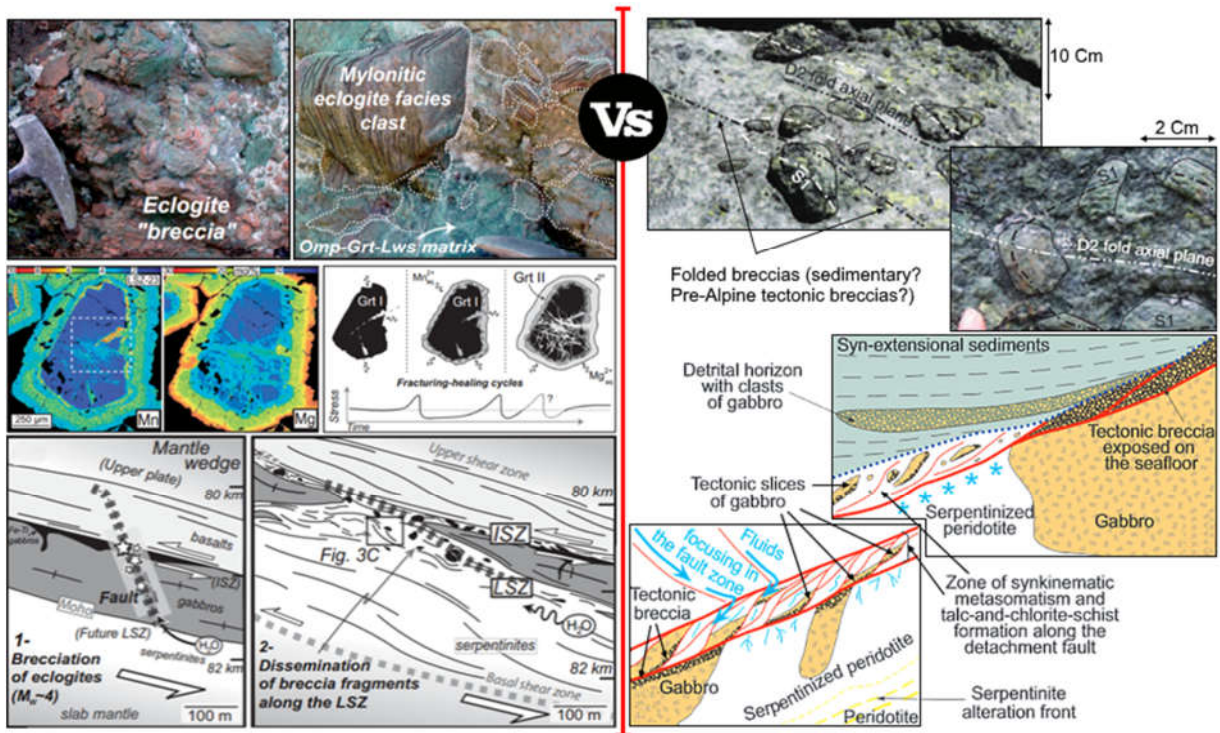 Eclogite
"breccia"
Mylonitic
eclogite facies
clast
Omp-Grt-Lws matrix
Vs
D2 fold axial plane
S1
10 Cm
2 Cm
S1
D2 fold axial plane
S1
Folded breccias (sedimentary?
Pre-Alpine tectonic breccias?)
LSZ-23
250 µm
Mn
Mg
Grt I
Mn
Grt I
Grt II
Mg
Fracturing-healing cycles
Stress
?
Time
Mantle
wedge
(Upper plate)
80 km
basalts
gabbros
(ISZ)
gabbros
Fault
Moho
(Future LSZ)
H2O
serpentinites
82 km
1-
Brecciation
of eclogites
(Mw~4)
slab mantle
100 m
Upper shear zone
80 km
Fig. 3C
ISZ
LSZ
H2O
serpentinites
82 km
2-
Dissemination
of breccia fragments
along the LSZ
Basal shear zone
100 m
Syn-extensional sediments
Detrital horizon
with clasts
of gabbro
Tectonic breccia
exposed on
the seafloor
Serpentinized
peridotite
Gabbro
Tectonic slices
of gabbro
Fluids
focusing in
the fault zone
Tectonic
breccia
Gabbro
Serpentinized peridotite
Peridotite
Zone of synkinematic
metasomatism and
talc-and-chlorite-schist
formation along the
detachment fault
Serpentinite
alteration front